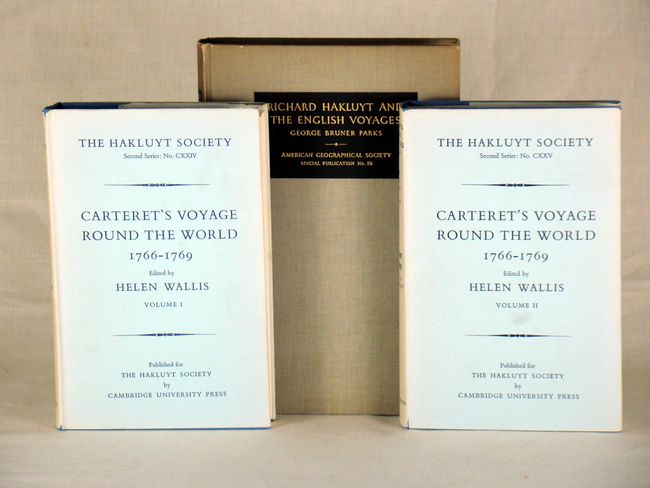 THE HAKLUYT SOCIETY
Second Series: No. CXXIV
CARTERET'S VOYAGE
ROUND THE WORLD
1766-1769
Edited by
HELEN WALLIS
VOLUME I
Published for
THE HAKLUYT SOCIETY
by
CAMBRIDGE UNIVERSITY PRESS
RICHARD HAKLUYT AND
THE ENGLISH VOYAGES
GEORGE BRUNER PARKS
AMERICAN GEOGRAPHICAL SOCIETY
SPECIAL PUBLICATION No. 10
THE HAKLUYT SOCIETY
Second Series: No. CXXV
CARTERET'S VOYAGE
ROUND THE WORLD
1766-1769
Edited by
HELEN WALLIS
VOLUME II
Published for
THE HAKLUYT SOCIETY
by
CAMBRIDGE UNIVERSITY PRESS